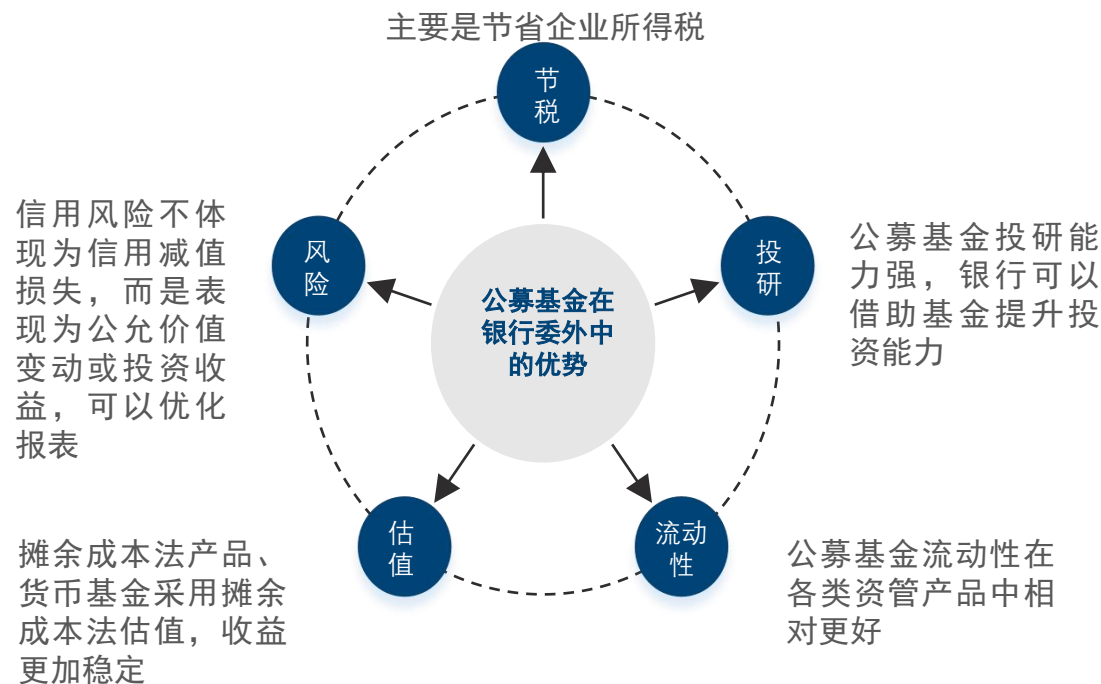 主要是节省企业所得税
节
税
投
研
公募基金投研能
力强，银行可以
借助基金提升投
资能力
流动
性
公募基金流动性在
各类资管产品中相
对更好
估
值
摊余成本法产品、
货币基金采用摊余
成本法估值，收益
更加稳定
风
险
信用风险不体
现为信用减值
损失，而是表
现为公允价值
变动或投资收
益，可以优化
报表
公募基金在
银行委外中
的优势